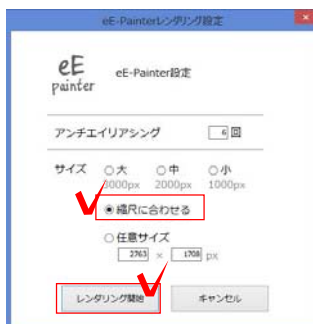 eE-Painterレンダリング設定
eE
painter
eE-Painter設定
アンチエイリアシング 6 回
サイズ ○大 ○中 ○小
3000px 2000px 1000px
◉縮尺に合わせる
○任意サイズ
2763 × 1708 px
レンダリング開始 キャンセル